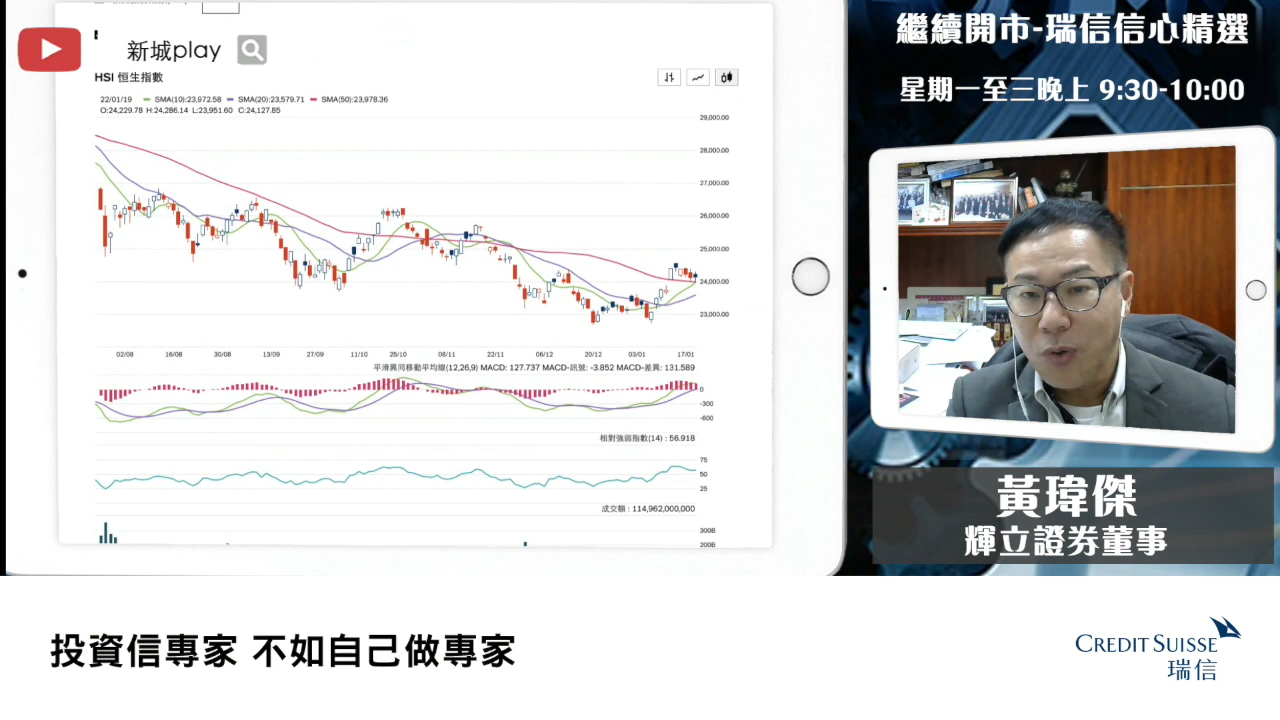 新城play
HSI 恒生指數
22/01/19 SMA(10):23,972.58 SMA(20):23,579.71 SMA(50):23,978.36
O:24,229.78 H:24,286.14 L:23,951.60 C:24,127.85
29,000.00
28,000.00
27,000.00
26,000.00
25,000.00
24,000.00
23,000.00
02/08 16/08 30/08 13/09 27/09 11/10 25/10 08/11 22/11 06/12 20/12 03/01 17/01
平滑異同移動平均線(12,26,9) MACD: 127.737 MACD-訊號: -3.852 MACD-差異: 131.589
0
-300
-600
相對強弱指數(14) : 56.918
75
50
25
成交額 : 114,962,000,000
300B
200B
繼續開市-瑞信信心精選
星期一至三晚上 9:30-10:00
黃瑋傑
輝立證券董事
投資信專家 不如自己做專家
CREDIT SUISSE
瑞信